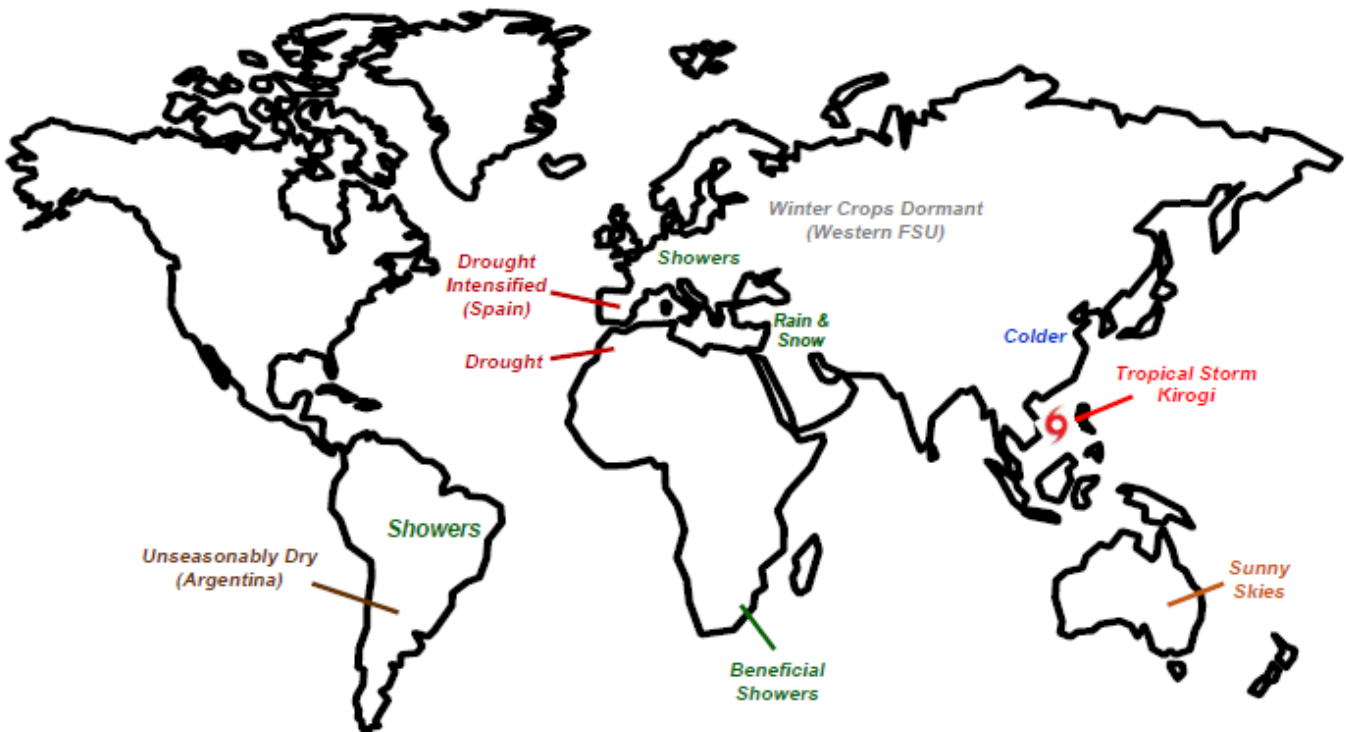 Winter Crops Dormant
(Western FSU)
Drought
Intensified
(Spain)
Showers
Rain &
Snow
Colder
Drought
Tropical Storm
Kirogi
Showers
Unseasonably Dry
(Argentina)
Sunny
Skies
Beneficial
Showers